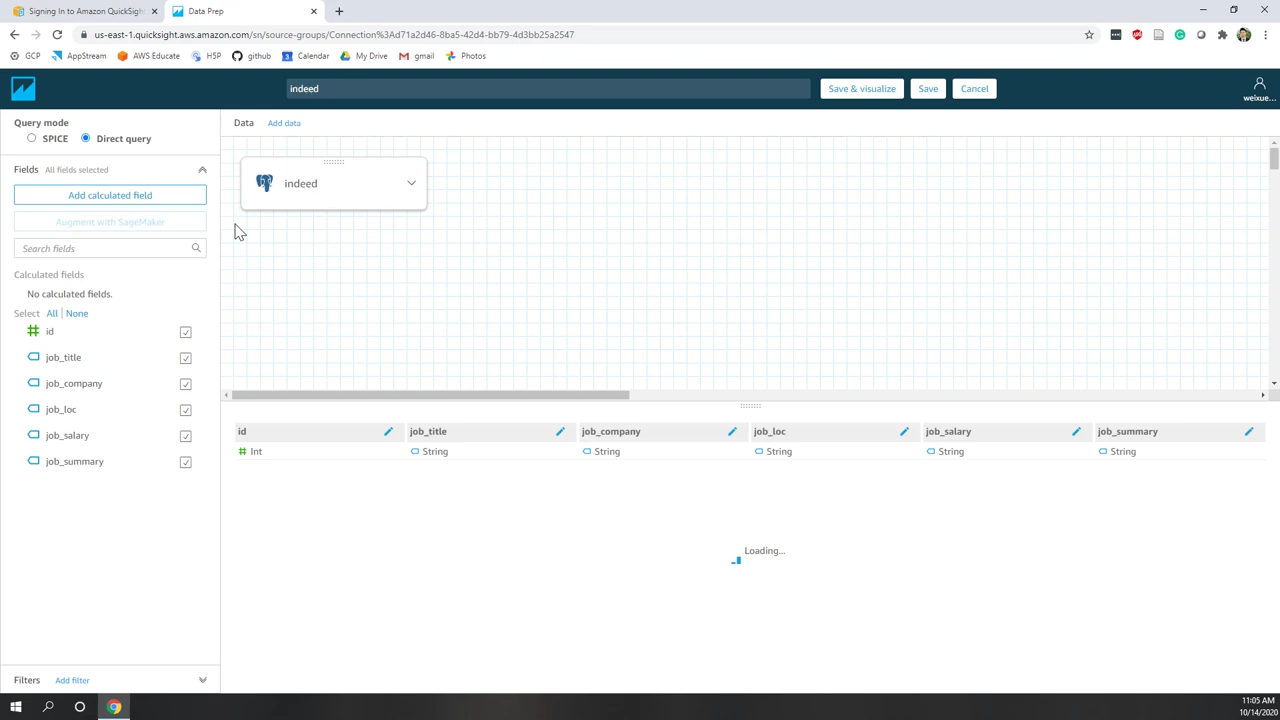 Signing In to Amazon QuickSight
Data Prep
us-east-1.quicksight.aws.amazon.com/sn/source-groups/Connection%3Ad71a2d46-8ba5-42d4-bb79-4d3bb25a2547
GCP
AppStream
AWS Educate
H5P
github
Calendar
My Drive
gmail
Photos
indeed
Save & visualize
Save
Cancel
weixue...
Query mode
SPICE
Direct query
Fields
All fields selected
Add calculated field
Augment with SageMaker
Search fields
Calculated fields
No calculated fields.
Select All | None
id
job_title
job_company
job_loc
job_salary
job_summary
Filters
Add filter
Data
Add data
indeed
id
job_title
job_company
job_loc
job_salary
job_summary
Int
String
String
String
String
String
Loading...
11:05 AM
10/14/2020